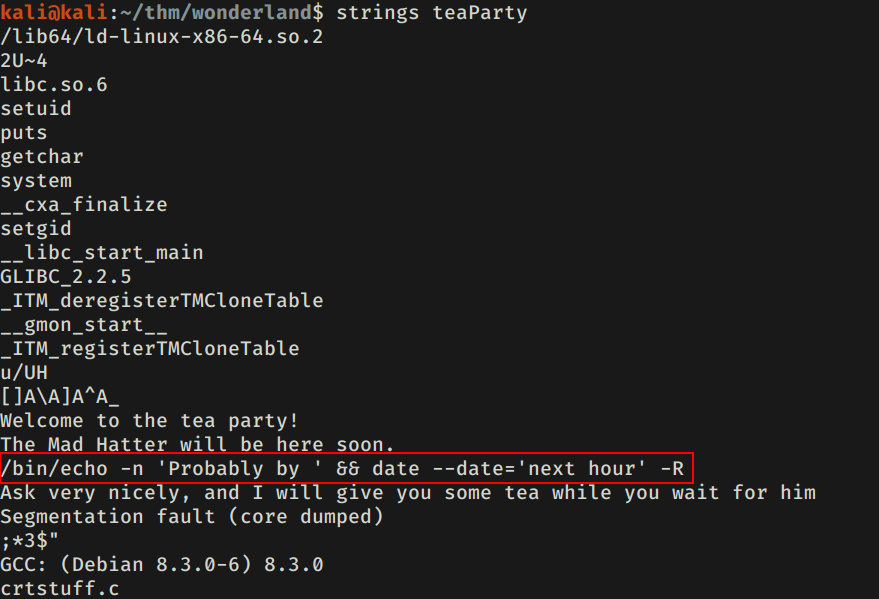 kali@kali:~/thm/wonderland$ strings teaParty
/lib64/ld-linux-x86-64.so.2
2U~4
libc.so.6
setuid
puts
getchar
system
__cxa_finalize
setgid
__libc_start_main
GLIBC_2.2.5
_ITM_deregisterTMCloneTable
__gmon_start__
_ITM_registerTMCloneTable
u/UH
[]A\A]A^A_
Welcome to the tea party!
The Mad Hatter will be here soon.
/bin/echo -n 'Probably by ' && date --date='next hour' -R
Ask very nicely, and I will give you some tea while you wait for him
Segmentation fault (core dumped)
;*3$"
GCC: (Debian 8.3.0-6) 8.3.0
crtstuff.c